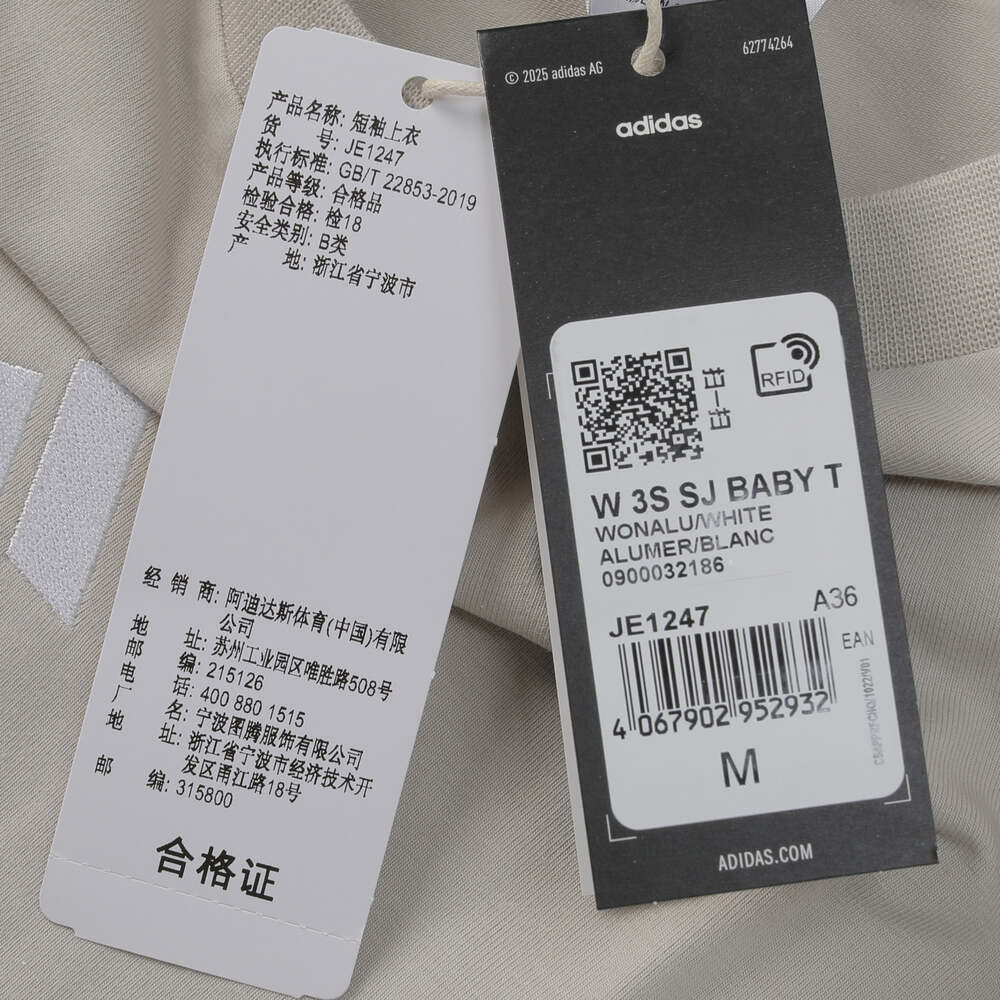 产品名称: 短袖上衣
货 号: JE1247
执行标准: GB/T 22853-2019
产品等级: 合格品
检验合格: 检18
安全类别: B类
产 地: 浙江省宁波市
经 销 商: 阿迪达斯体育(中国)有限
公司
地 址: 苏州工业园区唯胜路508号
邮 编: 215126
电 话: 400 880 1515
厂 名: 宁波图腾服饰有限公司
地 址: 浙江省宁波市经济技术开
发区甬江路18号
邮 编: 315800
合格证
62774264
© 2025 adidas AG
adidas
RFID
W 3S SJ BABY T
WONALU/WHITE
ALUMER/BLANC
0900032186
JE1247
A36
EAN
4 067902 952932
M
ADIDAS.COM